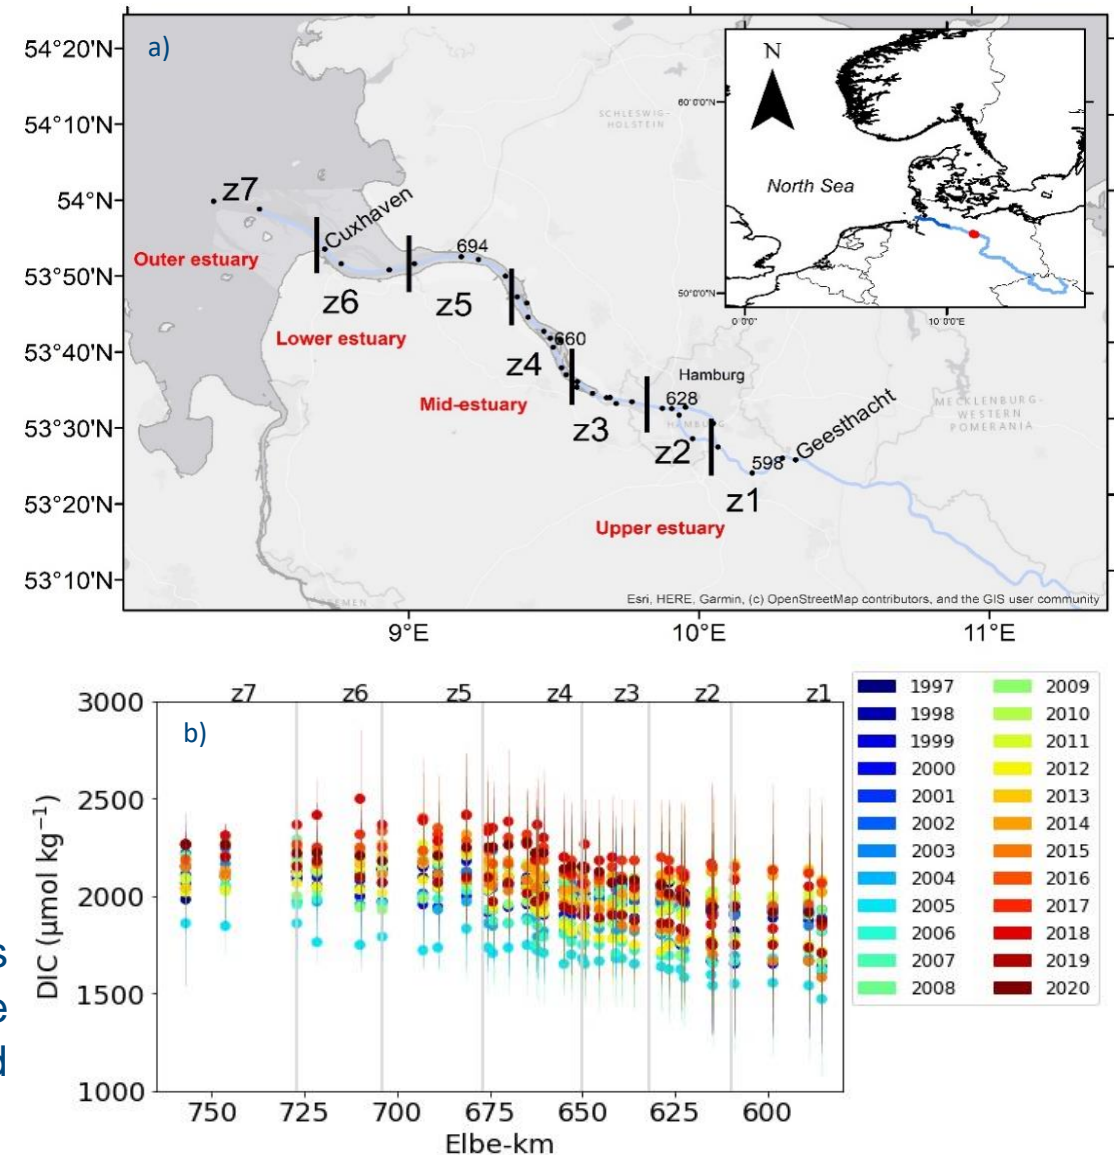 a)
54°20'N
54°10'N
54°N
53°50'N
53°40'N
53°30'N
53°20'N
53°10'N
9°E
10°E
11°E
N
North Sea
60°0'0"N
50°0'0"N
0°0'0"
10°0'0"E
SCHLESWIG-
HOLSTEIN
z7
Cuxhaven
Outer estuary
694
z6
z5
Lower estuary
660
z4
Mid-estuary
Hamburg
628
HAMBURG
z3
z2
Geesthacht
598
z1
MECKLENBURG-
WESTERN
POMERANIA
Upper estuary
BREMEN
Esri, HERE, Garmin, (c) OpenStreetMap contributors, and the GIS user community
z7 z6 z5 z4 z3 z2 z1
b)
3000
2500
2000
1500
1000
DIC (μmol kg⁻¹)
750 725 700 675 650 625 600
Elbe-km
1997 2009
1998 2010
1999 2011
2000 2012
2001 2013
2002 2014
2003 2015
2004 2016
2005 2017
2006 2018
2007 2019
2008 2020
s
e
d